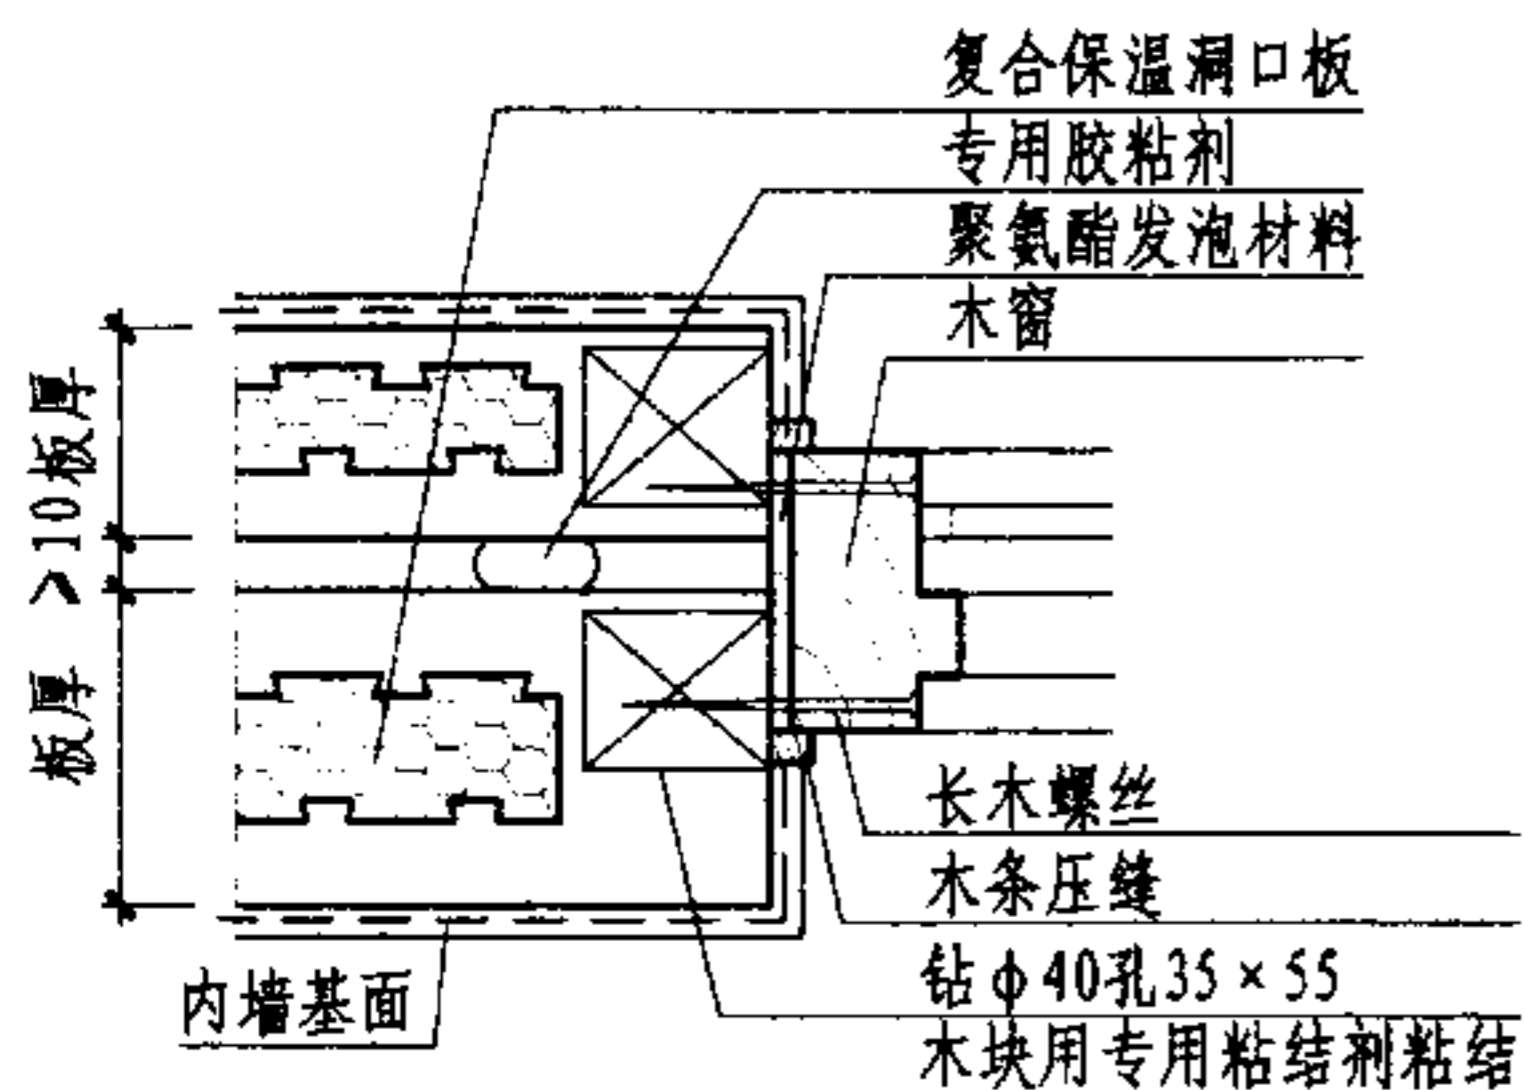 复合保温洞口板
专用胶粘剂
聚氨酯发泡材料
木窗
板厚 >10板厚
长木螺丝
木条压缝
钻φ40孔35×55
木块用专用粘结剂粘结
内墙基面